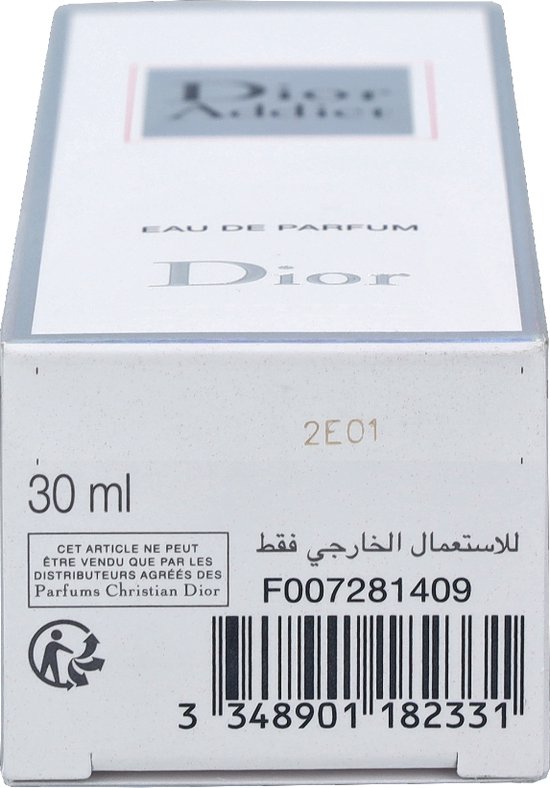 Dior
Addict
EAU DE PARFUM
Dior
2E01
30 ml
CET ARTICLE NE PEUT
ÊTRE VENDU QUE PAR LES
DISTRIBUTEURS AGRÉÉS DES
Parfums Christian Dior
للاستعمال الخارجي فقط
F007281409
3 348901 182331